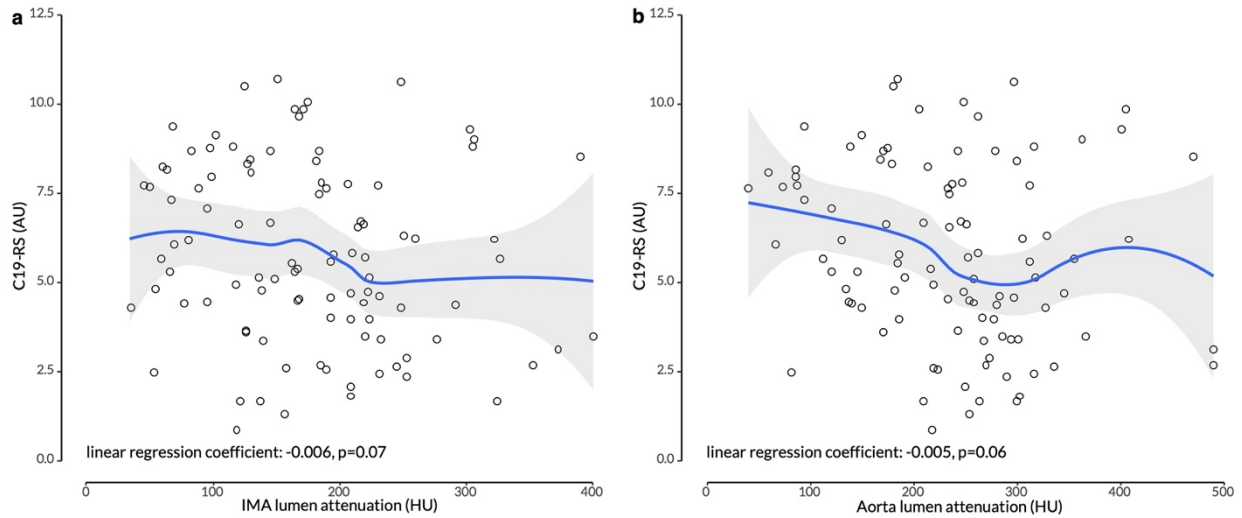 a
12.5
10.0
7.5
5.0
2.5
0.0
C19-RS (AU)
linear regression coefficient: -0.006, p=0.07
0 100 200 300 400
IMA lumen attenuation (HU)
b
12.5
10.0
7.5
5.0
2.5
0.0
C19-RS (AU)
linear regression coefficient: -0.005, p=0.06
0 100 200 300 400 500
Aorta lumen attenuation (HU)